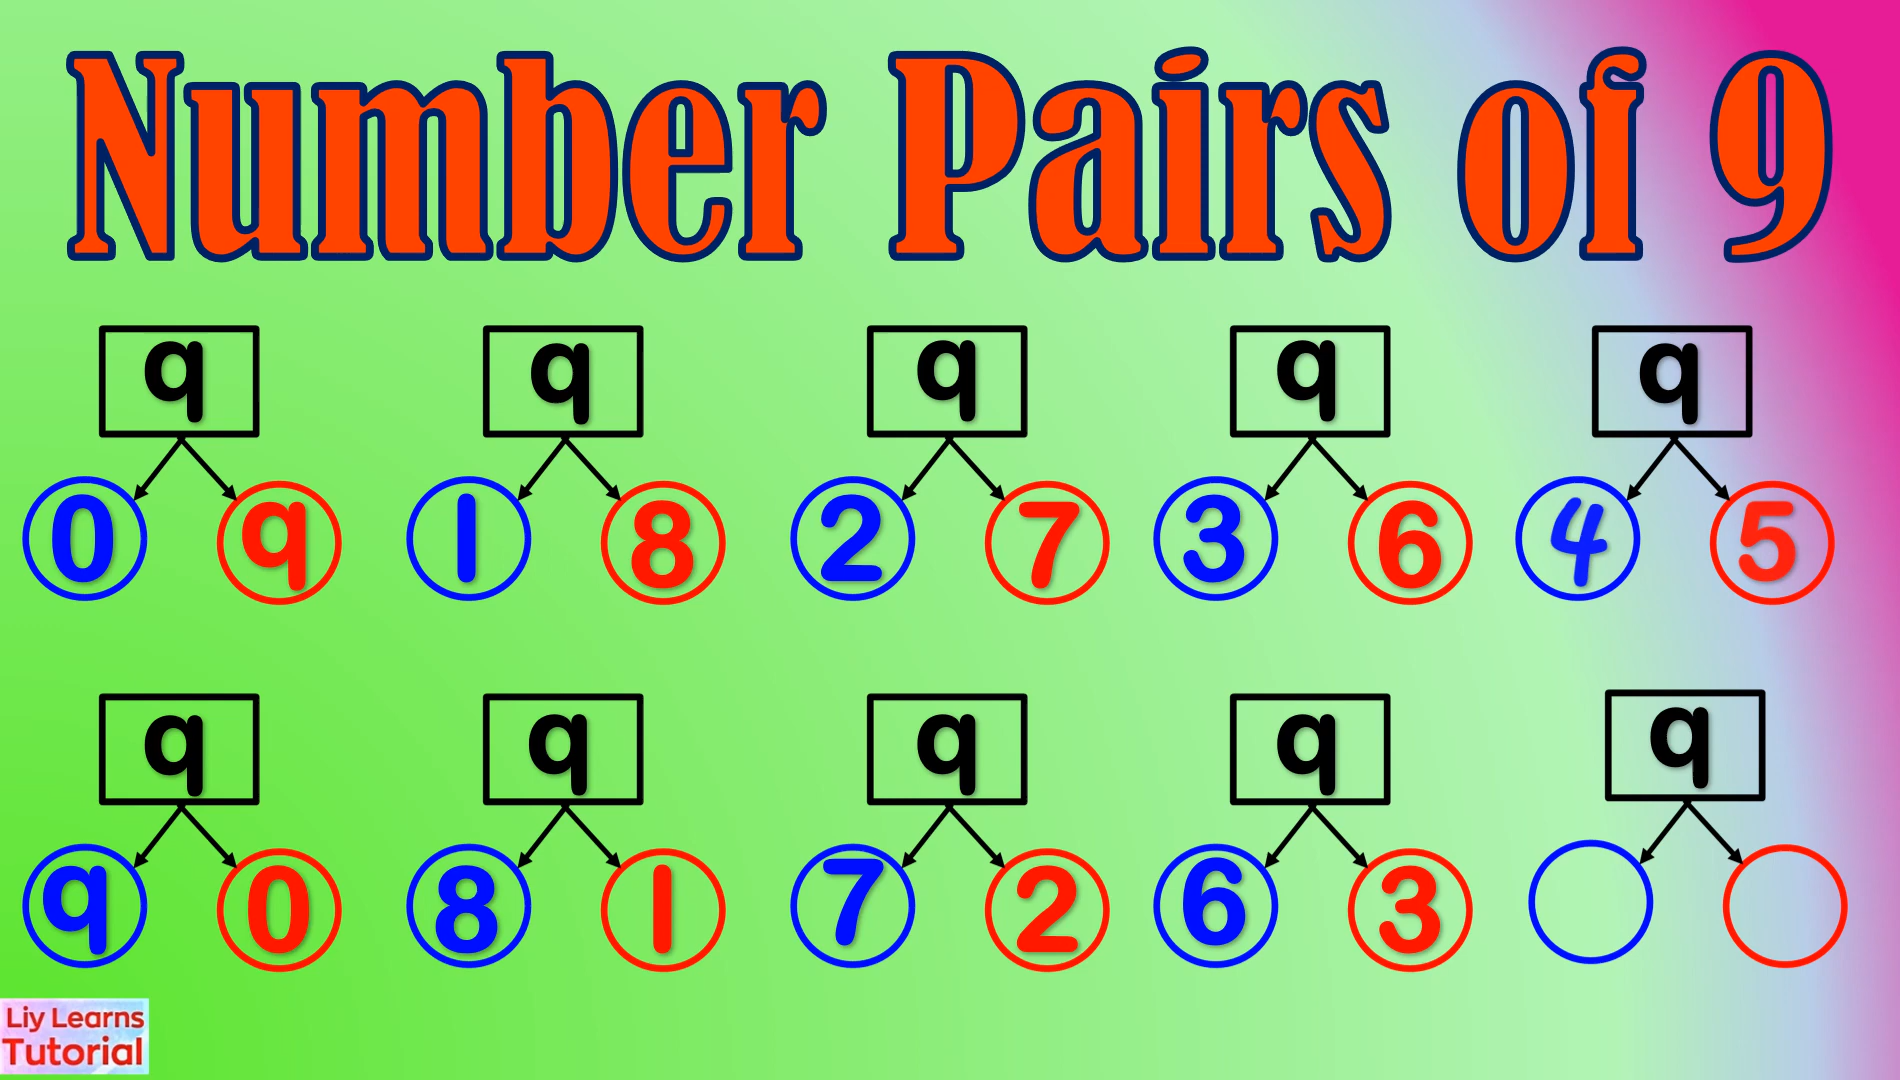 Number Pairs of 9
9 9 9 9 9
0 9 1 8 2 7 3 6 4 5
9 9 9 9 9
9 0 8 1 7 2 6 3
Liy Learns
Tutorial